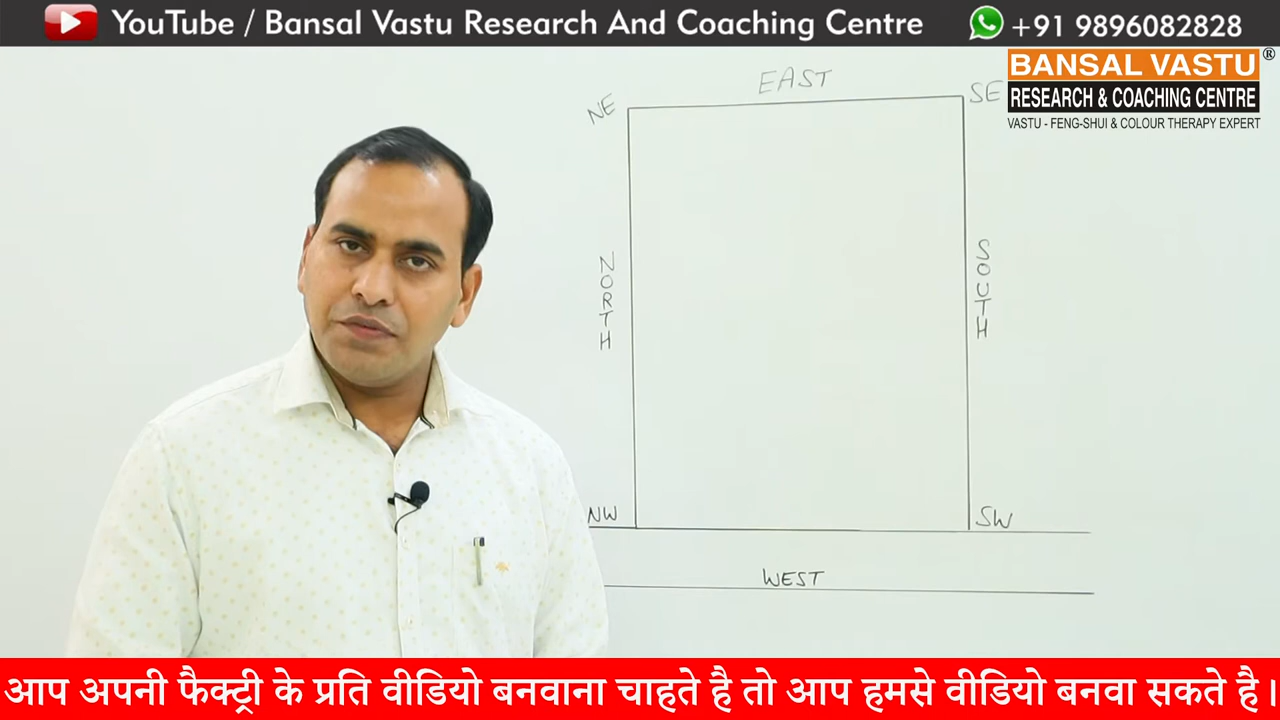 YouTube / Bansal Vastu Research And Coaching Centre
+91 9896082828
BANSAL VASTU®
RESEARCH & COACHING CENTRE
VASTU - FENG-SHUI & COLOUR THERAPY EXPERT
EAST
NE
SE
NORTH
SOUTH
NW
SW
WEST
आप अपनी फैक्ट्री के प्रति वीडियो बनवाना चाहते है तो आप हमसे वीडियो बनवा सकते है।